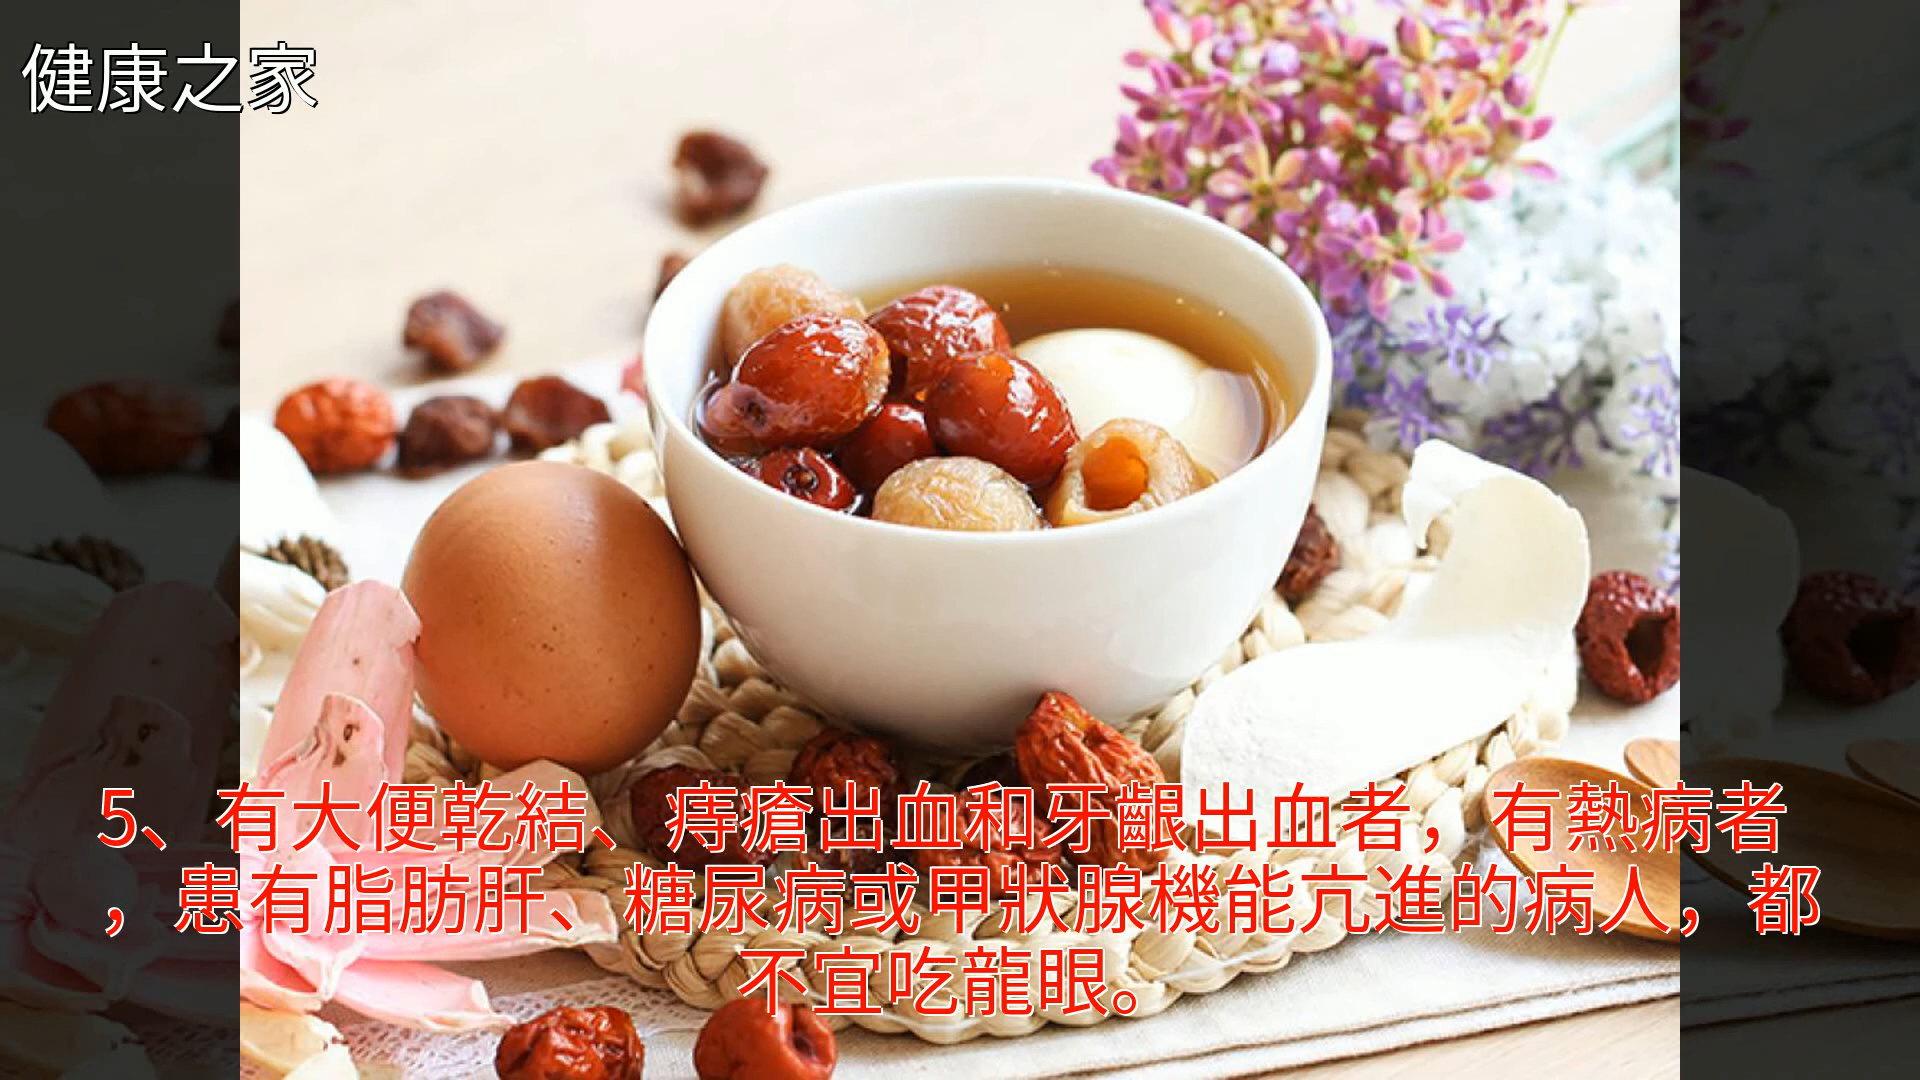 健康之家
5、有大便乾結、痔瘡出血和牙齦出血者，有熱病者
，患有脂肪肝、糖尿病或甲狀腺機能亢進的病人，都
不宜吃龍眼。